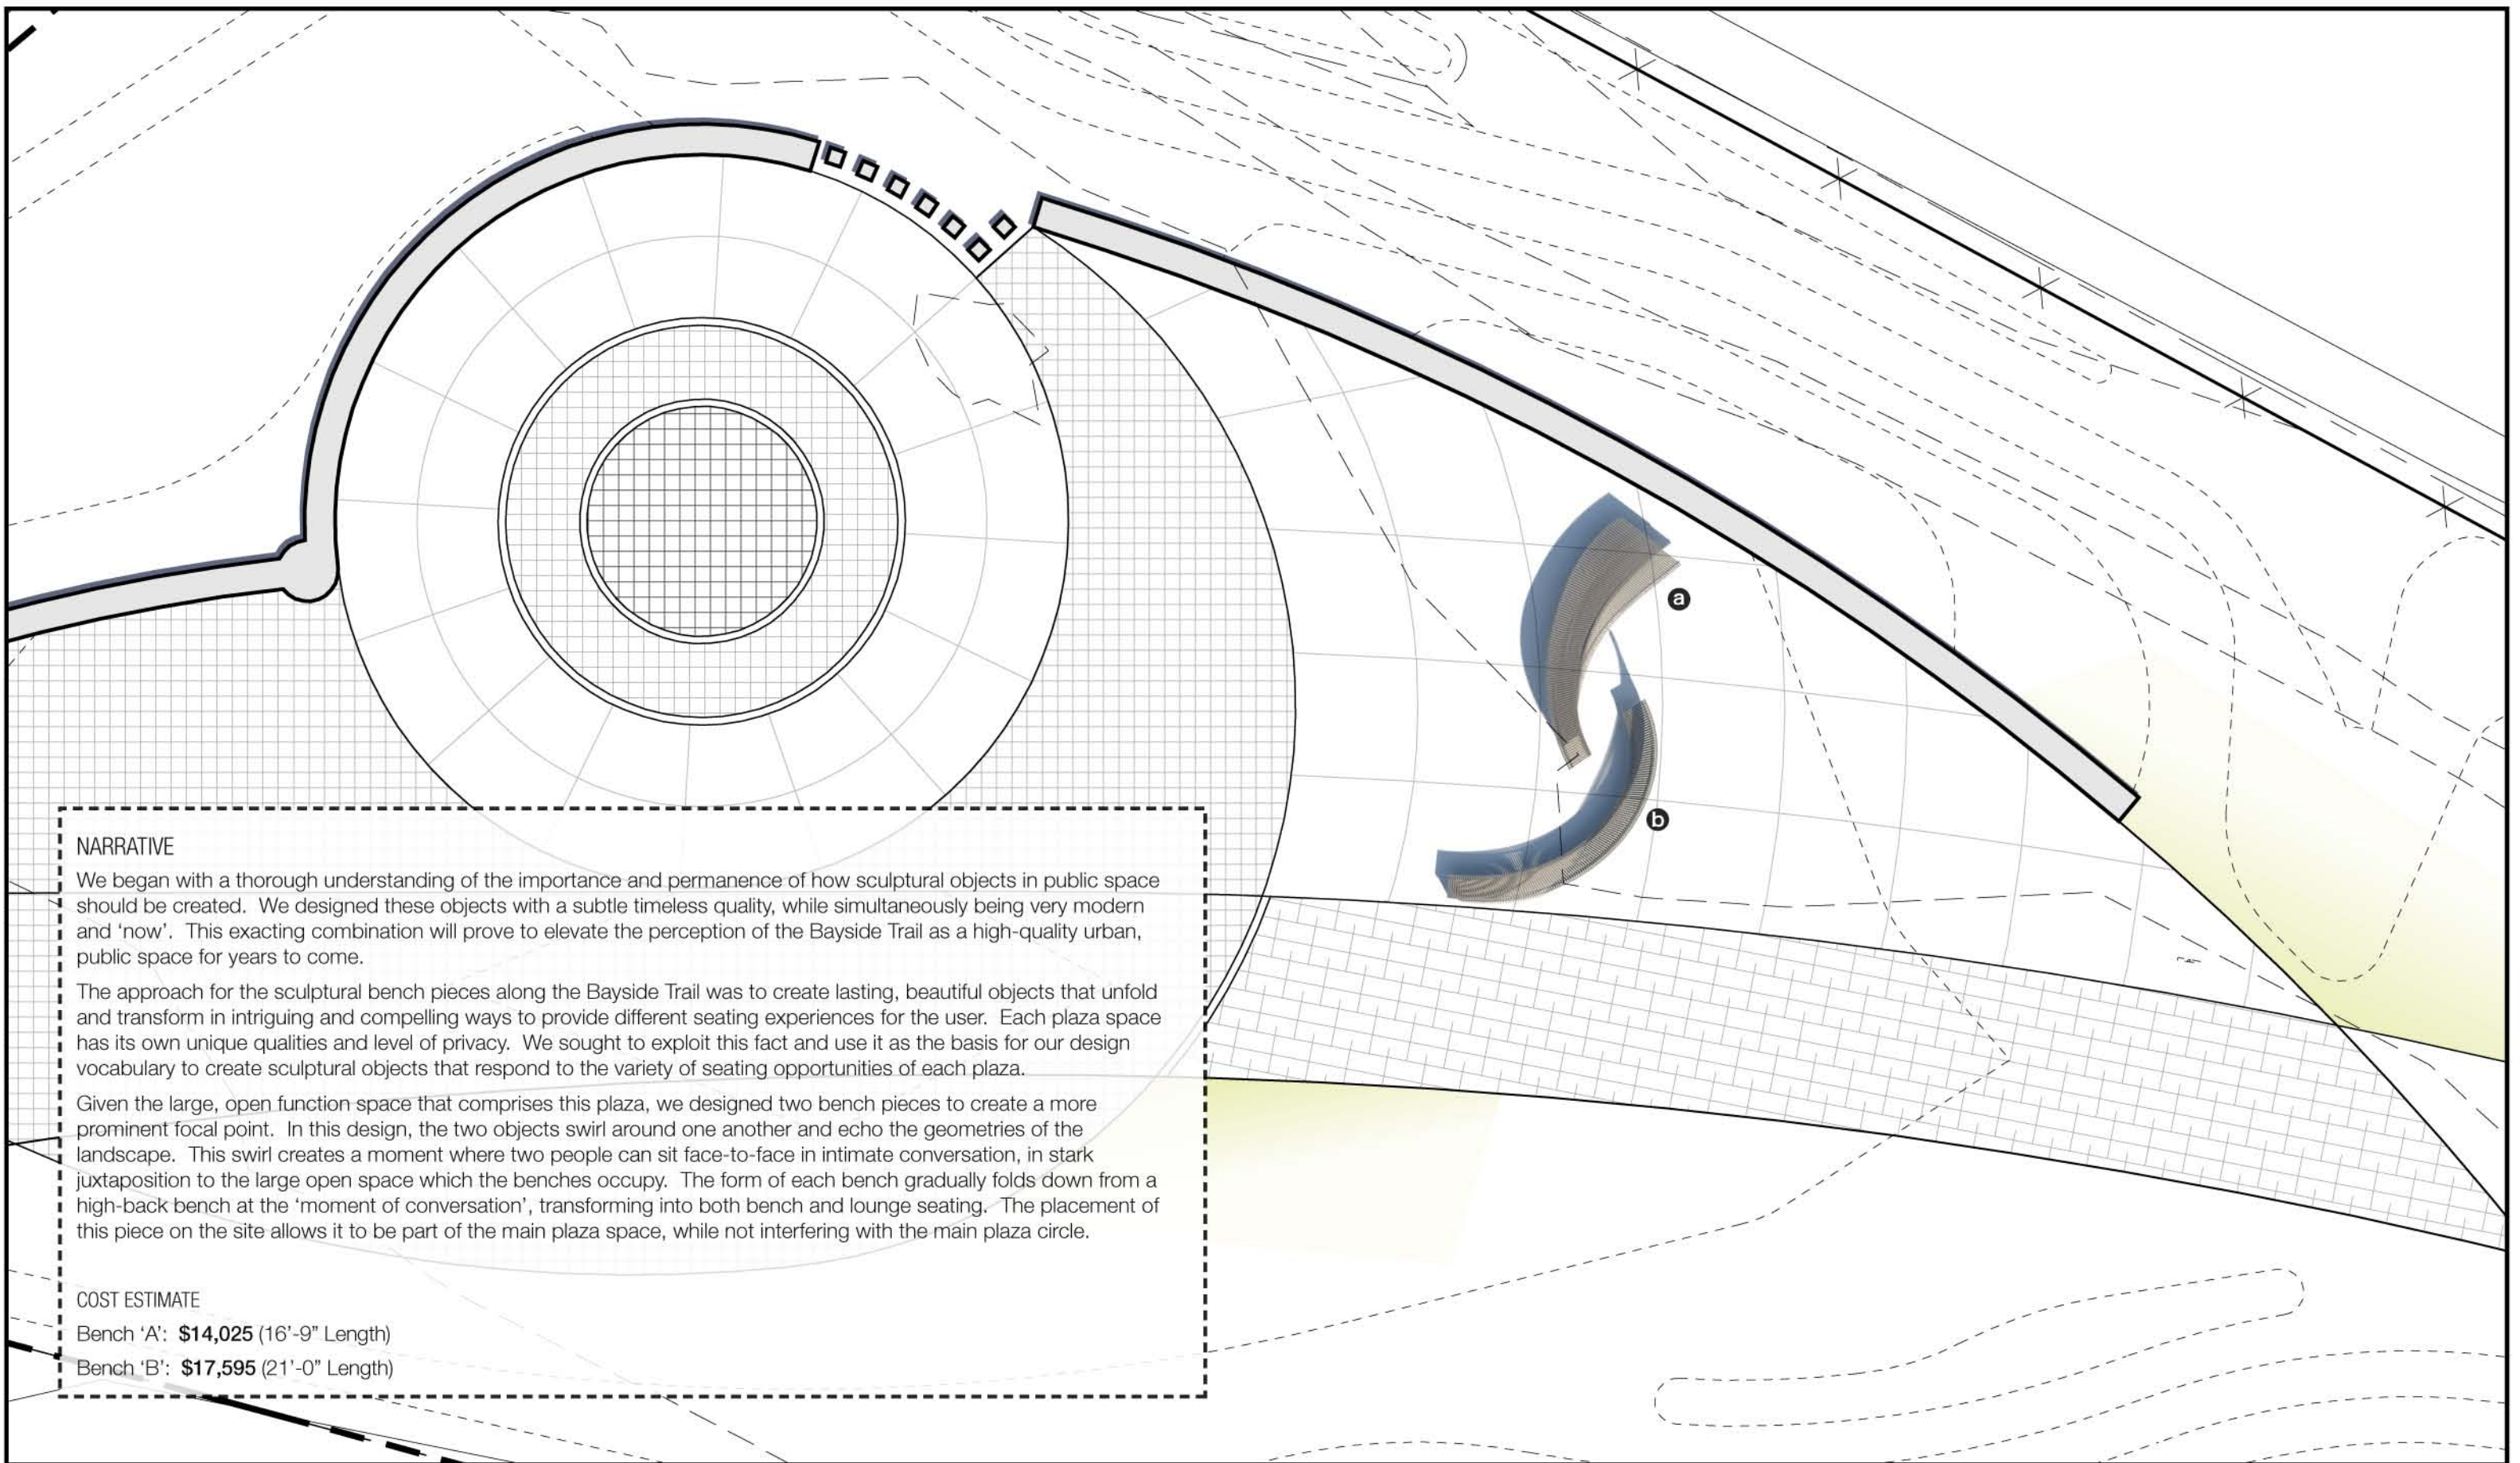 a
b
NARRATIVE
We began with a thorough understanding of the importance and permanence of how sculptural objects in public space
should be created.  We designed these objects with a subtle timeless quality, while simultaneously being very modern
and ‘now’.  This exacting combination will prove to elevate the perception of the Bayside Trail as a high-quality urban,
public space for years to come.
The approach for the sculptural bench pieces along the Bayside Trail was to create lasting, beautiful objects that unfold
and transform in intriguing and compelling ways to provide different seating experiences for the user.  Each plaza space
has its own unique qualities and level of privacy.  We sought to exploit this fact and use it as the basis for our design
vocabulary to create sculptural objects that respond to the variety of seating opportunities of each plaza.
Given the large, open function space that comprises this plaza, we designed two bench pieces to create a more
prominent focal point.  In this design, the two objects swirl around one another and echo the geometries of the
landscape.  This swirl creates a moment where two people can sit face-to-face in intimate conversation, in stark
juxtaposition to the large open space which the benches occupy.  The form of each bench gradually folds down from a
high-back bench at the ‘moment of conversation’, transforming into both bench and lounge seating.  The placement of
this piece on the site allows it to be part of the main plaza space, while not interfering with the main plaza circle.
COST ESTIMATE
Bench ‘A’:  $14,025 (16’-9” Length)
Bench ‘B’:  $17,595 (21’-0” Length)